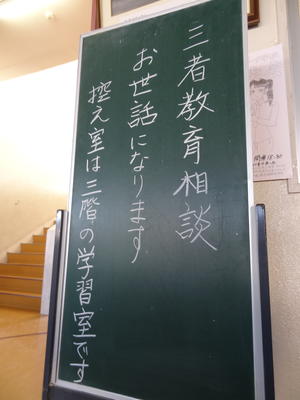 三者教育相談
お世話になります
控え室は三階の学習室です